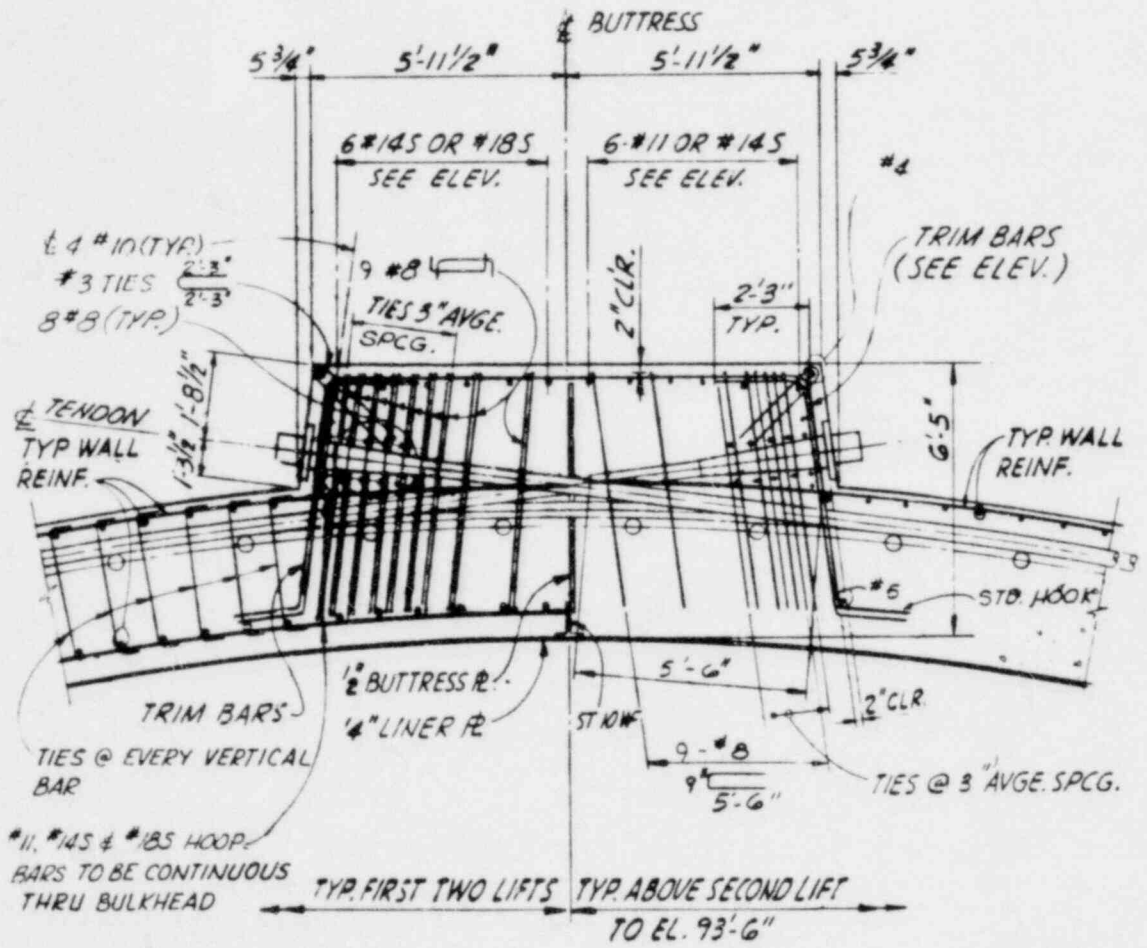 ℄ BUTTRESS
5 3/4"
5'-11 1/2"
5'-11 1/2"
5 3/4"
6 #14S OR #18S
SEE ELEV.
6-#11 OR #14S
SEE ELEV.
#4
℄ 4 #10 (TYP.)
#3 TIES
2'-3"
2'-3"
8 #8 (TYP.)
9 #8
TIES 3" AVGE.
SPCG.
2" CLR.
2'-3"
TYP.
TRIM BARS
(SEE ELEV.)
1'-8 1/2"
1'-3 1/2"
℄ TENDON
TYP WALL
REINF.
6'-5"
TYP. WALL
REINF.
#6
STD. HOOK
5'-6"
1/2" BUTTRESS ℞
1/4" LINER ℞
ST 10 WF
2" CLR.
TRIM BARS
TIES @ EVERY VERTICAL
BAR
9-#8
9"
5'-6"
TIES @ 3" AVGE. SPCG.
#11, #14S & #18S HOOP
BARS TO BE CONTINUOUS
THRU BULKHEAD
TYP. FIRST TWO LIFTS
TYP. ABOVE SECOND LIFT
TO EL. 93'-6"